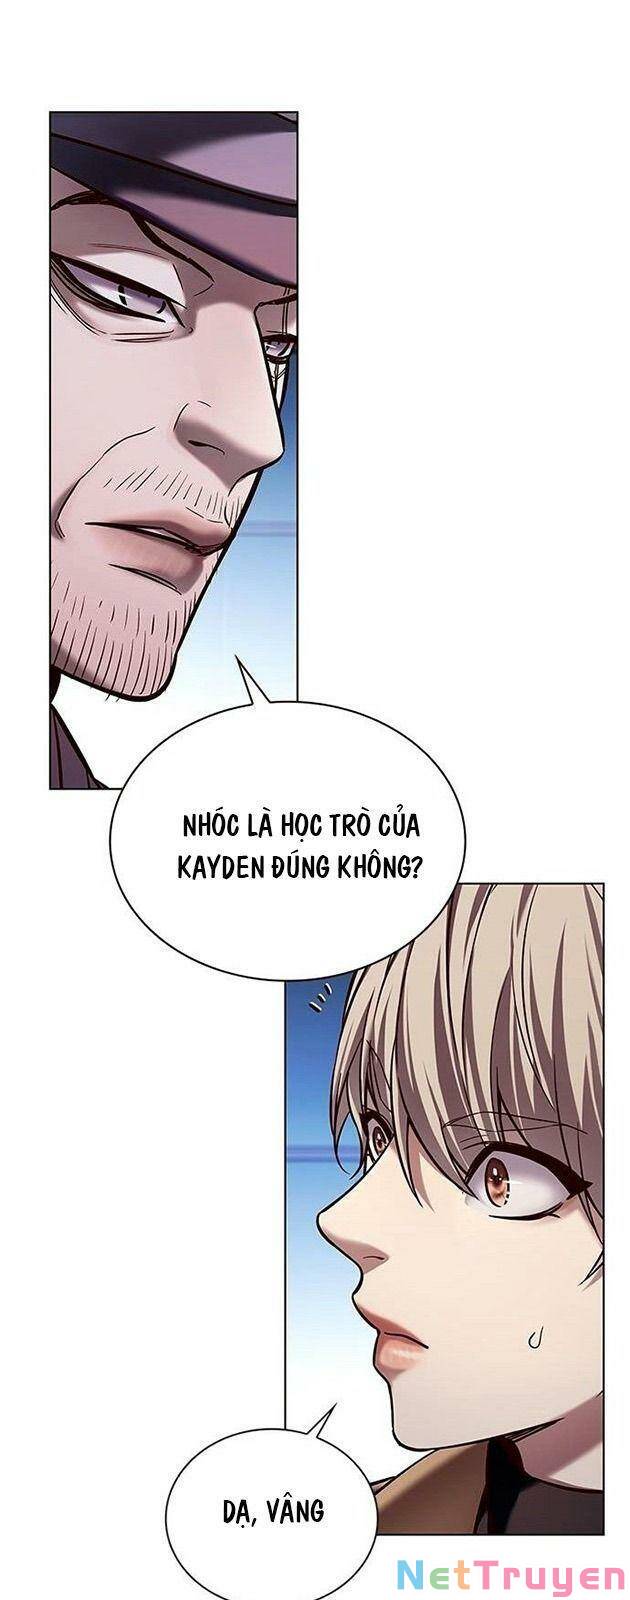 NHÓC LÀ HỌC TRÒ CỦA
KAYDEN ĐÚNG KHÔNG?
DẠ, VÂNG
NetTruyen